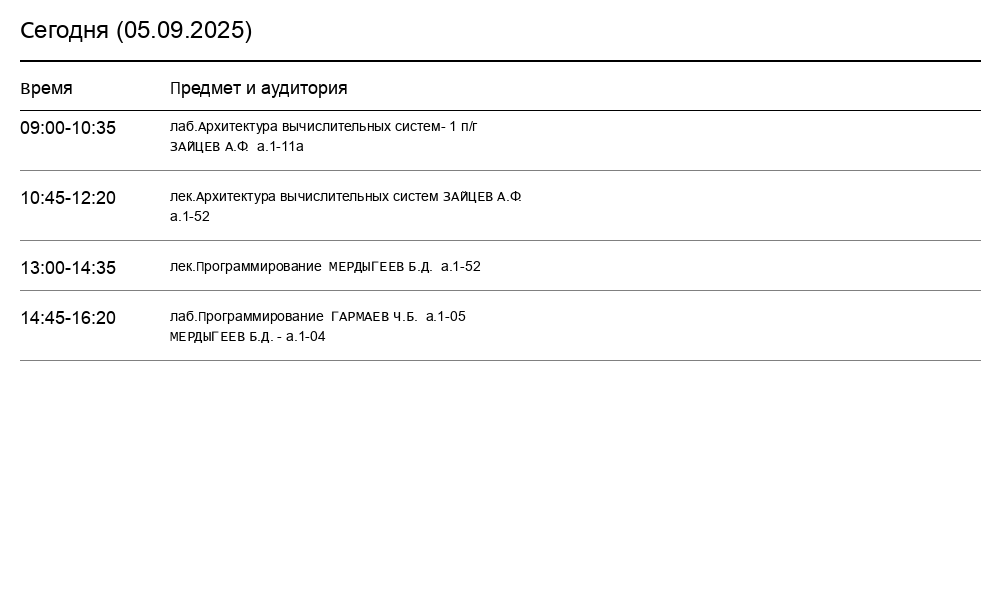 Сегодня (05.09.2025)
Время Предмет и аудитория
09:00-10:35 лаб.Архитектура вычислительных систем- 1 п/г
ЗАЙЦЕВ А.Ф. а.1-11а
10:45-12:20 лек.Архитектура вычислительных систем ЗАЙЦЕВ А.Ф.
а.1-52
13:00-14:35 лек.Программирование МЕРДЫГЕЕВ Б.Д. а.1-52
14:45-16:20 лаб.Программирование ГАРМАЕВ Ч.Б. а.1-05
МЕРДЫГЕЕВ Б.Д. - а.1-04